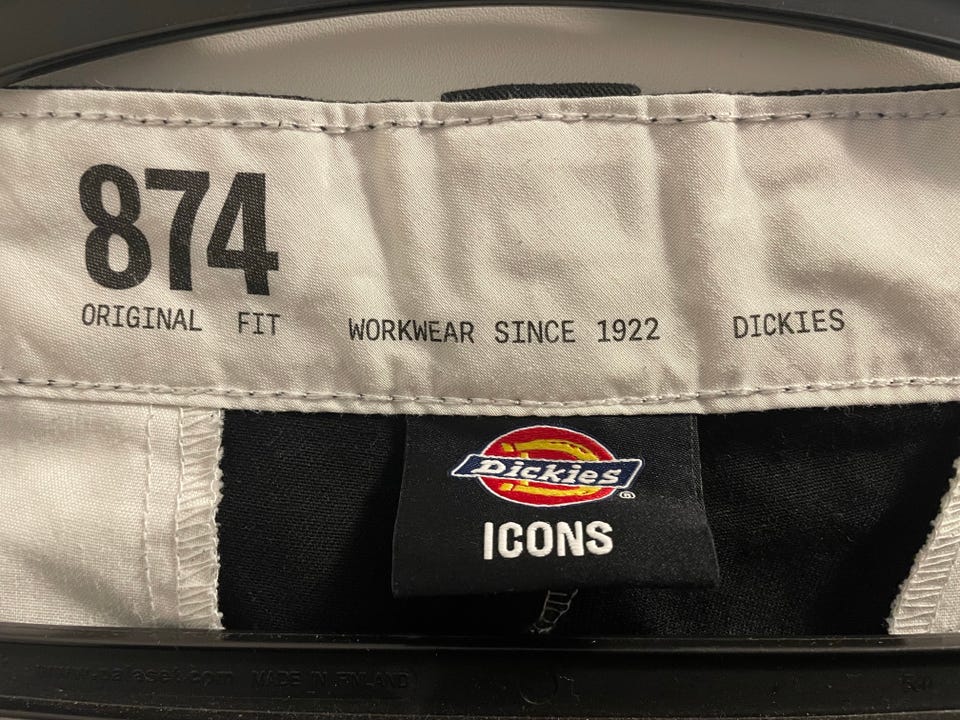 874
ORIGINAL FIT
WORKWEAR SINCE 1922
DICKIES
Dickies
®
ICONS
MADE IN FINLAND